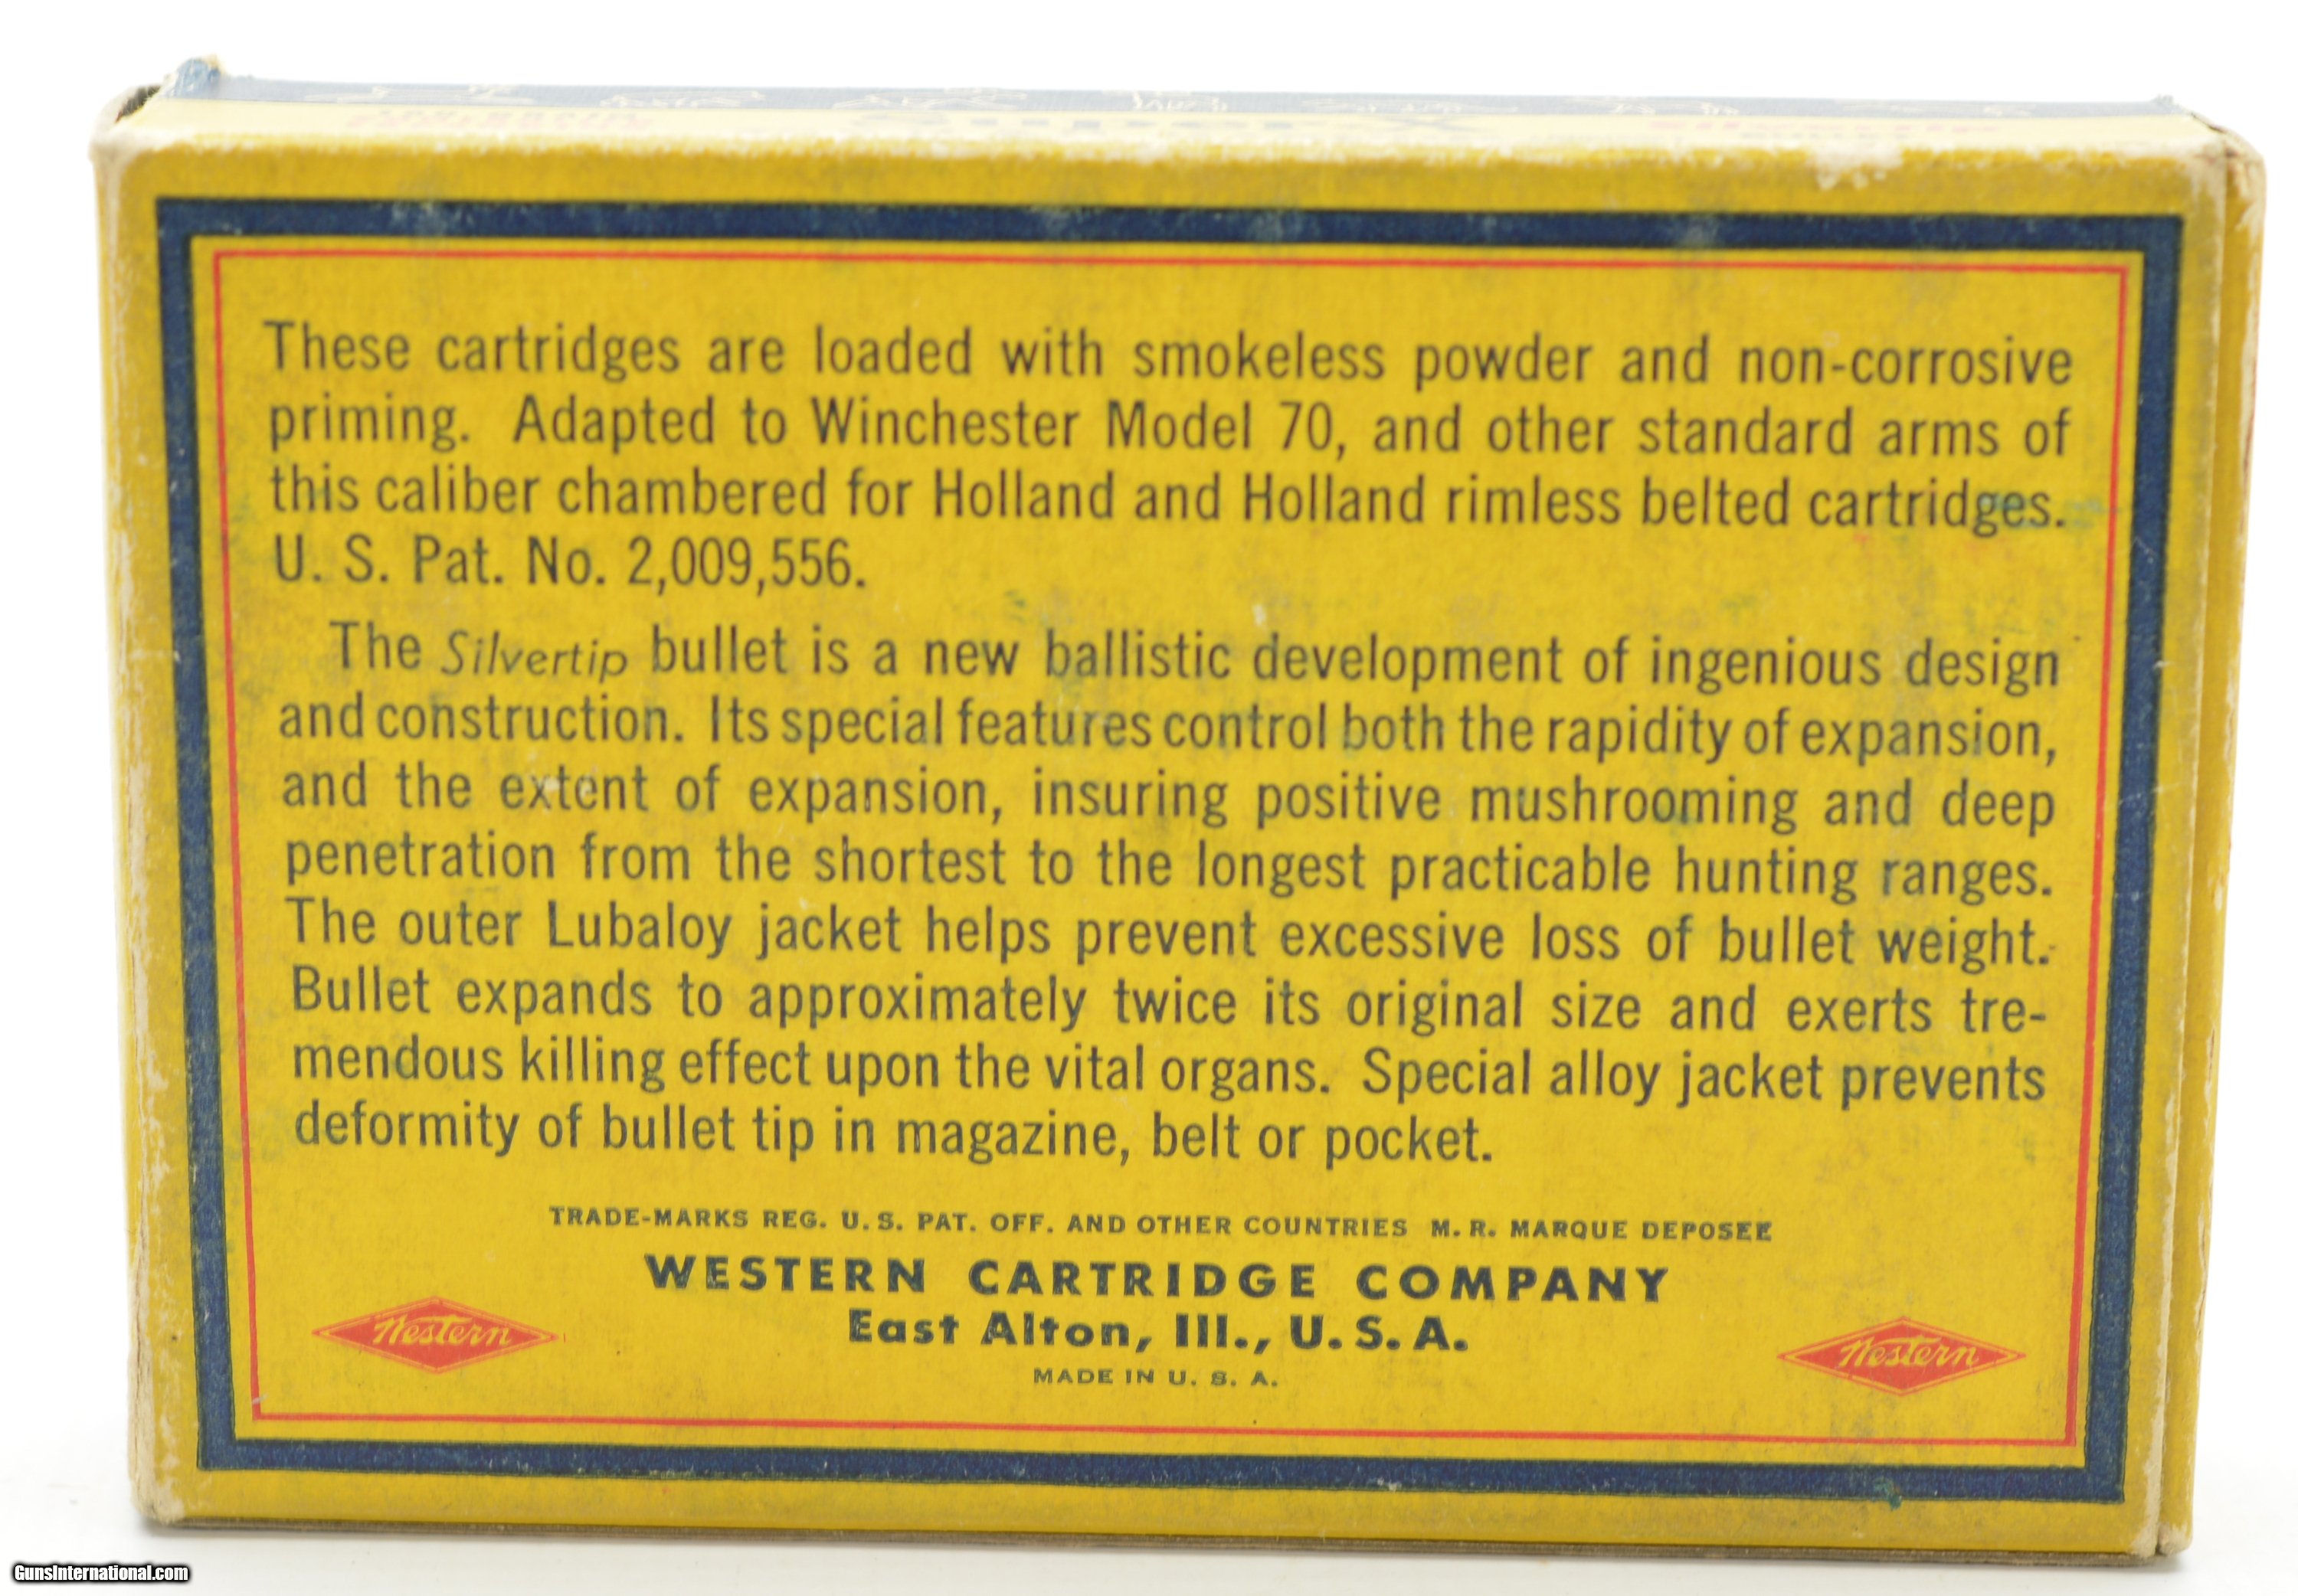 Super-X
These cartridges are loaded with smokeless powder and non-corrosive
priming. Adapted to Winchester Model 70, and other standard arms of
this caliber chambered for Holland and Holland rimless belted cartridges.
U. S. Pat. No. 2,009,556.
The Silvertip bullet is a new ballistic development of ingenious design
and construction. Its special features control both the rapidity of expansion,
and the extent of expansion, insuring positive mushrooming and deep
penetration from the shortest to the longest practicable hunting ranges.
The outer Lubaloy jacket helps prevent excessive loss of bullet weight.
Bullet expands to approximately twice its original size and exerts tre-
mendous killing effect upon the vital organs. Special alloy jacket prevents
deformity of bullet tip in magazine, belt or pocket.
TRADE-MARKS REG. U. S. PAT. OFF. AND OTHER COUNTRIES M. R. MARQUE DEPOSEE
WESTERN CARTRIDGE COMPANY
East Alton, Ill., U. S. A.
MADE IN U. S. A.
Western
Western
GunsInternational.com